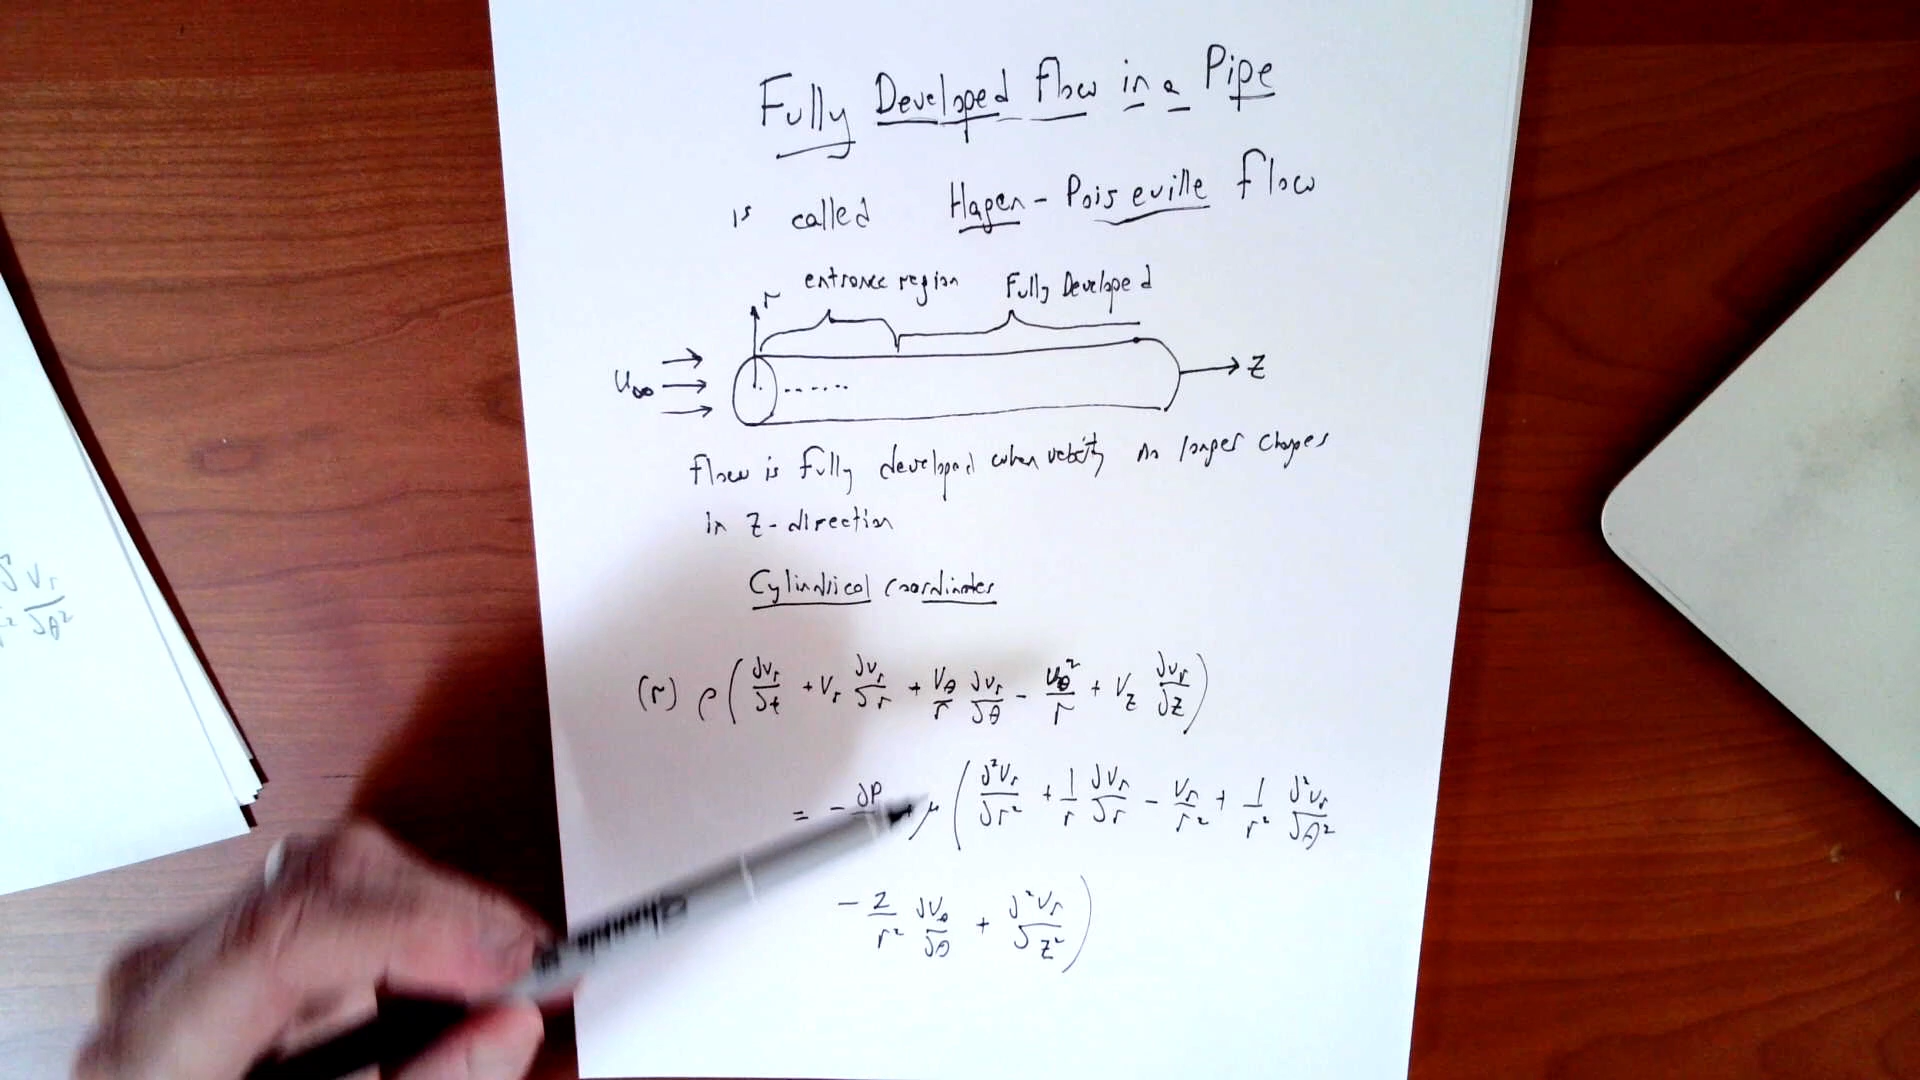 Fully Developed Flow in a Pipe
is called Hagen-Poiseuille Flow
entrance region Fully Developed
r
u∞
z
Flow is fully developed when velocity no longer changes
in z-direction
Cylindrical coordinates
(r) ρ(∂vr/∂t + vr ∂vr/∂r + vθ/r ∂vr/∂θ - vθ²/r + vz ∂vr/∂z)
= - ∂P + μ(∂²vr/∂r² + 1/r ∂vr/∂r - vr/r² + 1/r² ∂²vr/∂θ²
- 2/r² ∂vθ/∂θ + ∂²vr/∂z²)